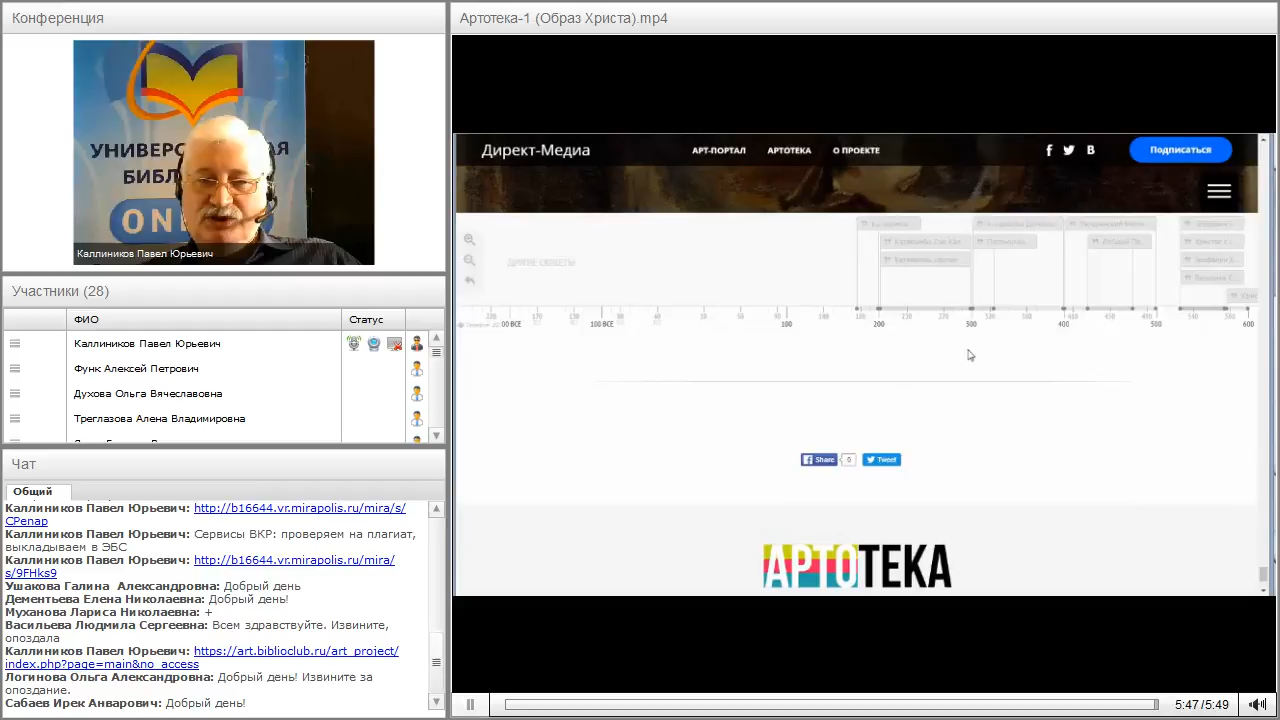 Конференция
Каллиников Павел Юрьевич
Участники (28)
ФИО
Статус
Каллиников Павел Юрьевич
Функ Алексей Петрович
Духова Ольга Вячеславовна
Треглазова Алена Владимировна
Чат
Общий
Каллиников Павел Юрьевич: http://b16644.vr.mirapolis.ru/mira/s/
CPenap
Каллиников Павел Юрьевич: Сервисы ВКР: проверяем на плагиат,
выкладываем в ЭБС
Каллиников Павел Юрьевич: http://b16644.vr.mirapolis.ru/mira/
s/9FHks9
Ушакова Галина Александровна: Добрый день
Дементьева Елена Николаевна: Добрый день!
Муханова Лариса Николаевна: +
Васильева Людмила Сергеевна: Всем здравствуйте. Извините,
опоздала
Каллиников Павел Юрьевич: https://art.biblioclub.ru/art_project/
index.php?page=main&no_access
Логинова Ольга Александровна: Добрый день! Извините за
опоздание.
Сабаев Ирек Анварович: Добрый день!
Артотека-1 (Образ Христа).mp4
Директ-Медиа
АРТ-ПОРТАЛ
АРТОТЕКА
О ПРОЕКТЕ
Подписаться
ДРУГИЕ СЮЖЕТЫ
00 BCE
100 BCE
100
200
300
400
500
600
Share
0
Tweet
АРТОТЕКА
5:47/5:49